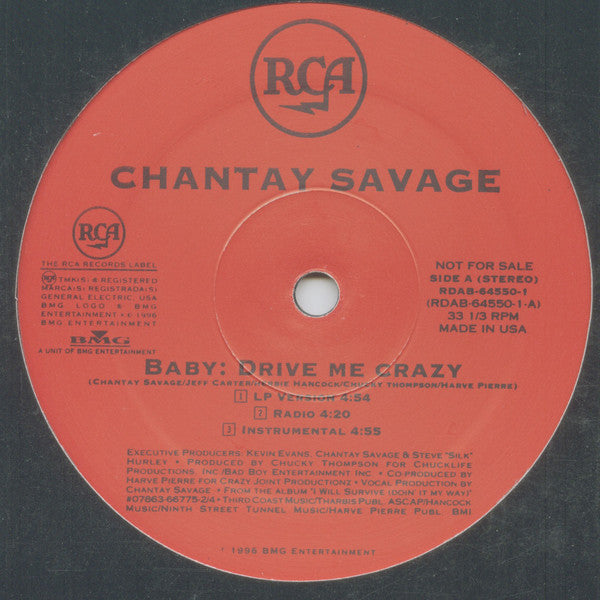 RCA
CHANTAY SAVAGE
RCA
THE RCA RECORDS LABEL
RCA TMK(S) ® REGISTERED
MARCA(S) REGISTRADA(S)
GENERAL ELECTRIC, USA
BMG LOGO & BMG
ENTERTAINMENT • © 1996
BMG ENTERTAINMENT
BMG
A UNIT OF BMG ENTERTAINMENT
NOT FOR SALE
SIDE A (STEREO)
RDAB-64550-1
(RDAB-64550-1-A)
33 1/3 RPM
MADE IN USA
BABY: DRIVE ME CRAZY
(CHANTAY SAVAGE/JEFF CARTER/HERBIE HANCOCK/CHUCKY THOMPSON/HARVE PIERRE)
1 LP VERSION 4:54
2 RADIO 4:20
3 INSTRUMENTAL 4:55
EXECUTIVE PRODUCERS: KEVIN EVANS, CHANTAY SAVAGE & STEVE "SILK"
HURLEY • PRODUCED BY CHUCKY THOMPSON FOR CHUCKLIFE
PRODUCTIONS, INC./BAD BOY ENTERTAINMENT INC. • CO-PRODUCED BY
HARVE PIERRE FOR CRAZY JOINT PRODUCTIONZ • VOCAL PRODUCTION BY
CHANTAY SAVAGE • FROM THE ALBUM "I WILL SURVIVE (DOIN' IT MY WAY)"
#07863-66775-2/4 • THIRD COAST MUSIC/THARBIS PUBL. ASCAP/HANCOCK
MUSIC/NINTH STREET TUNNEL MUSIC/HARVE PIERRE PUBL. BMI
1996 BMG ENTERTAINMENT